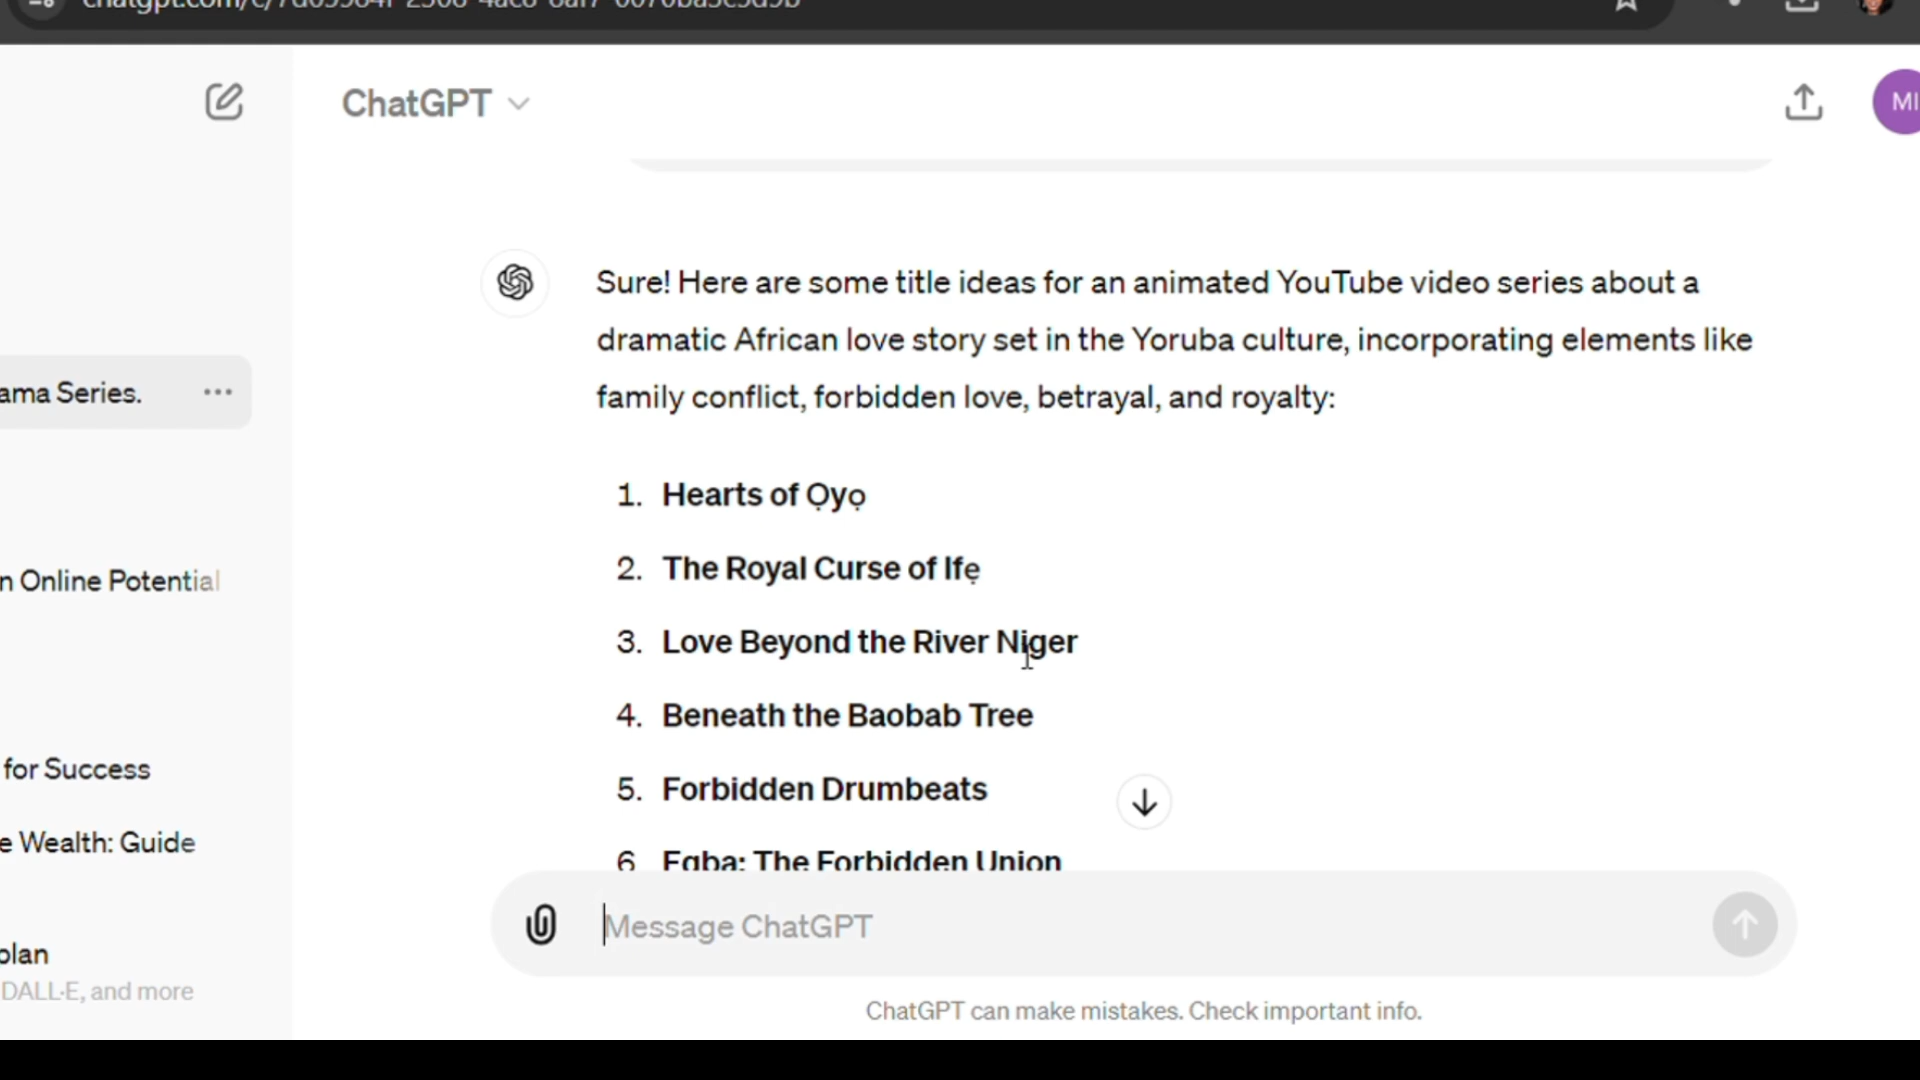 ChatGPT
MI
Sure! Here are some title ideas for an animated YouTube video series about a
dramatic African love story set in the Yoruba culture, incorporating elements like
family conflict, forbidden love, betrayal, and royalty:
ama Series. ...
1. Hearts of Ọyọ
2. The Royal Curse of Ifẹ
n Online Potential
3. Love Beyond the River Niger
4. Beneath the Baobab Tree
for Success
5. Forbidden Drumbeats
e Wealth: Guide
6 Egba: The Forbidden Union
Message ChatGPT
plan
DALL·E, and more
ChatGPT can make mistakes. Check important info.